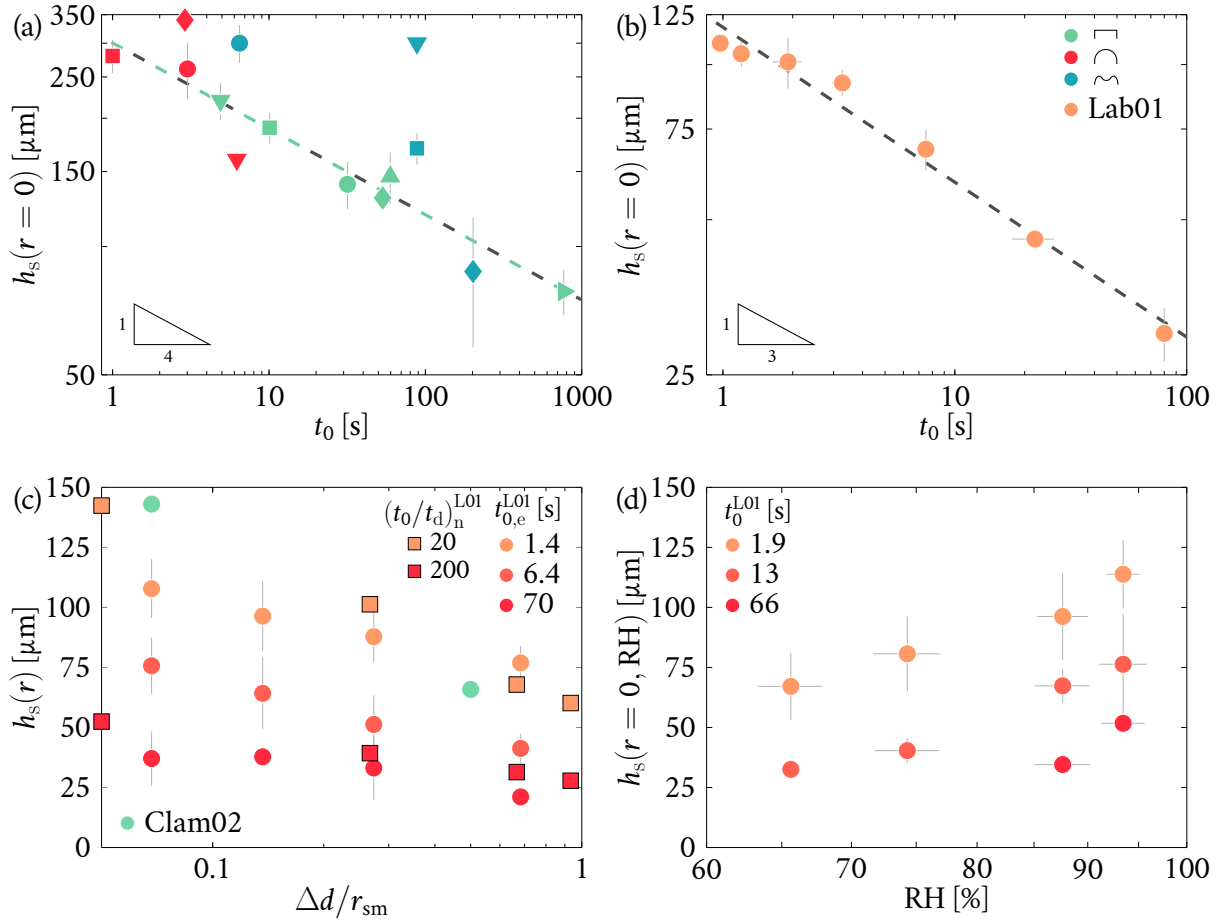 (a)
350
250
150
50
h_s(r = 0) [μm]
1
4
1
10
100
1000
t_0 [s]
(b)
125
75
25
h_s(r = 0) [μm]
Lab01
1
3
1
10
100
t_0 [s]
(c)
150
125
100
75
50
25
0
h_s(r) [μm]
(t_0/t_d)_n^L01
20
200
t_0,e^L01 [s]
1.4
6.4
70
Clam02
0.1
1
Δd/r_sm
(d)
150
125
100
75
50
25
0
h_s(r = 0, RH) [μm]
t_0^L01 [s]
1.9
13
66
60
70
80
90
100
RH [%]